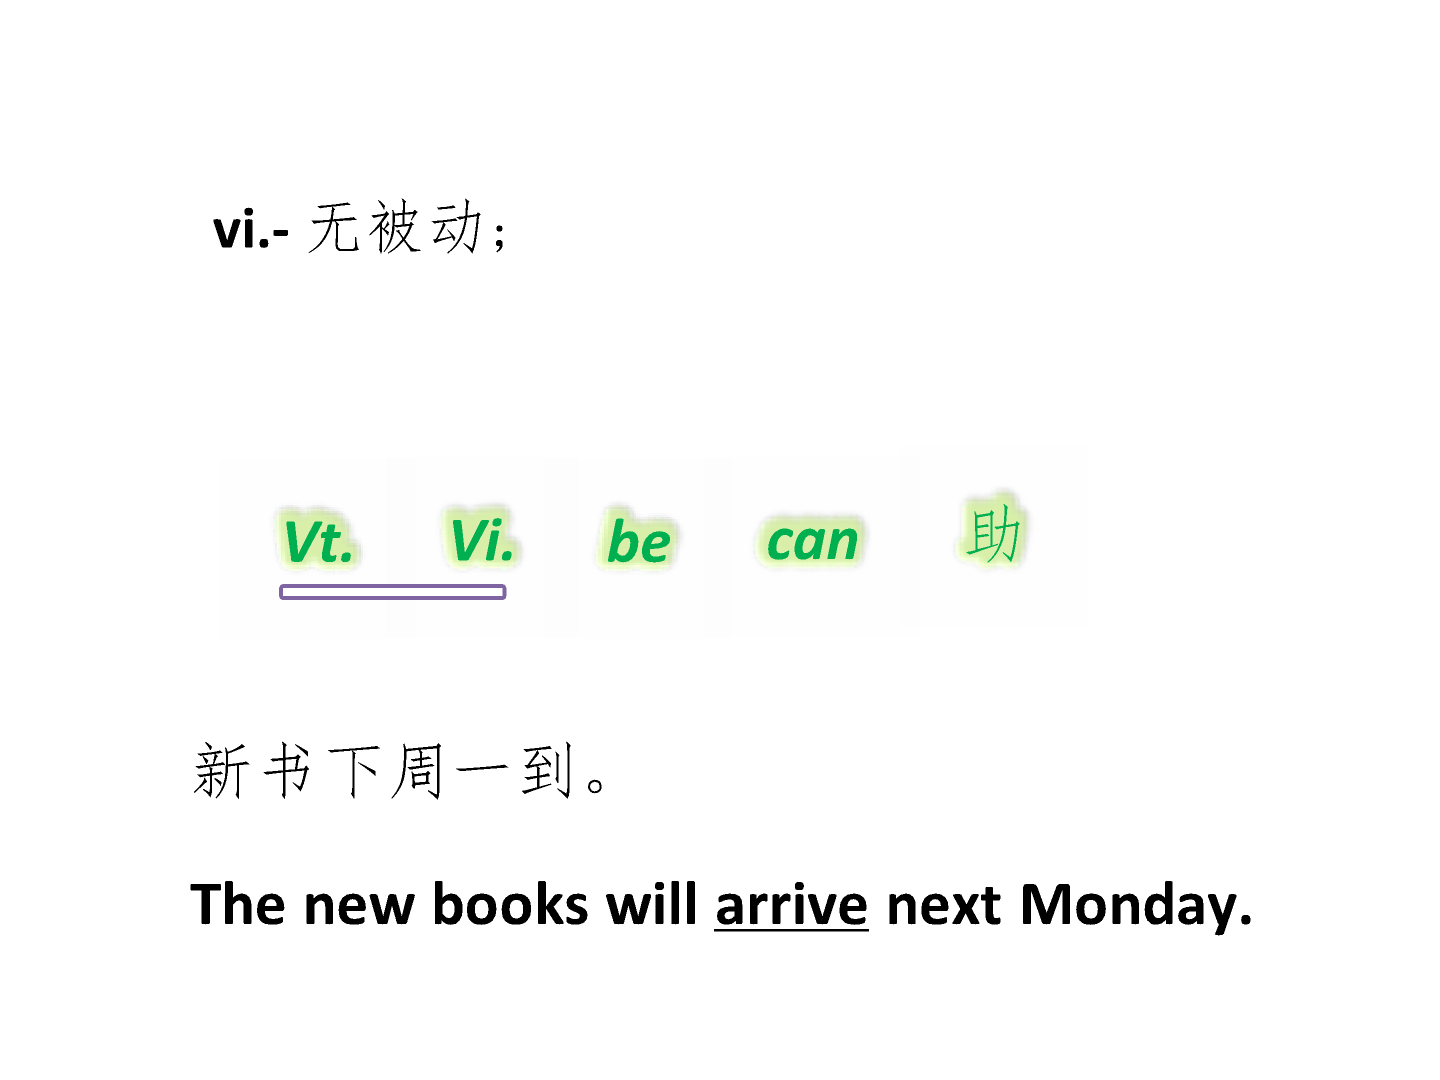 vi.- 无被动；
Vt. Vi. be can 助
新书下周一到。
The new books will arrive next Monday.